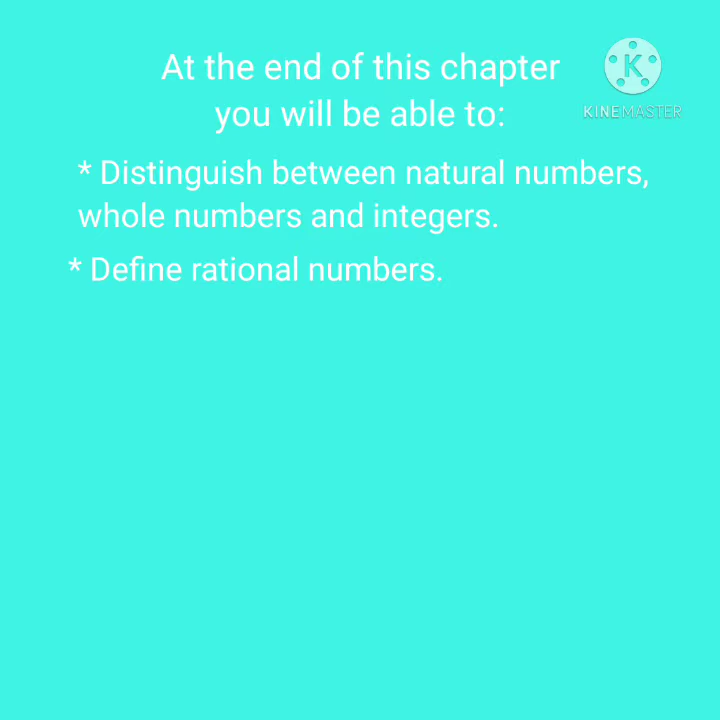 At the end of this chapter
you will be able to:
K
KINEMASTER
* Distinguish between natural numbers,
whole numbers and integers.
* Define rational numbers.